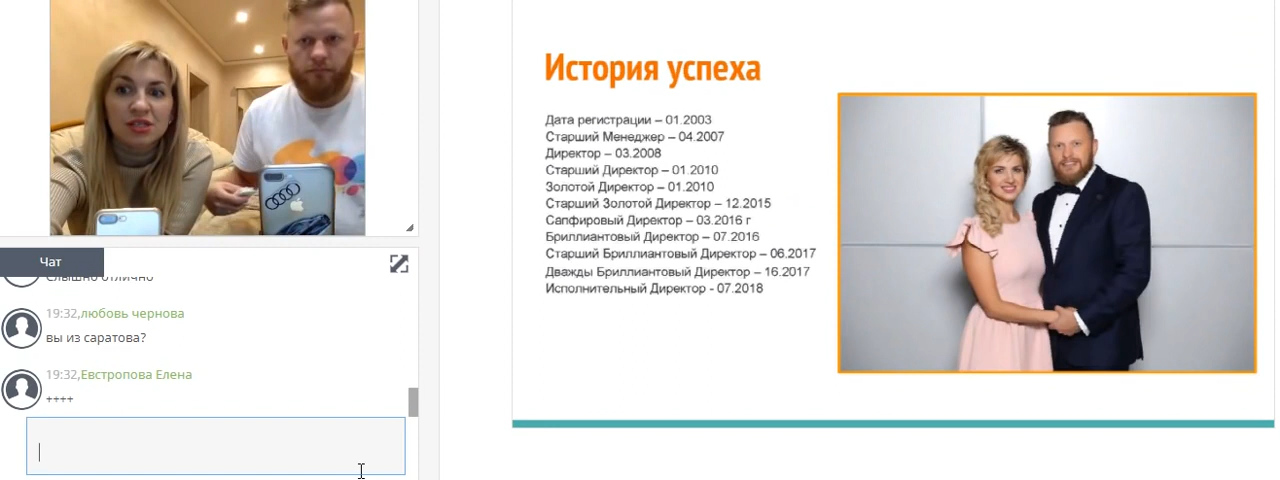 Чат
Слышно отлично
19:32,любовь чернова
вы из саратова?
19:32,Евстропова Елена
++++
История успеха
Дата регистрации – 01.2003
Старший Менеджер – 04.2007
Директор – 03.2008
Старший Директор – 01.2010
Золотой Директор – 01.2010
Старший Золотой Директор – 12.2015
Сапфировый Директор – 03.2016 г
Бриллиантовый Директор – 07.2016
Старший Бриллиантовый Директор – 06.2017
Дважды Бриллиантовый Директор – 16.2017
Исполнительный Директор - 07.2018